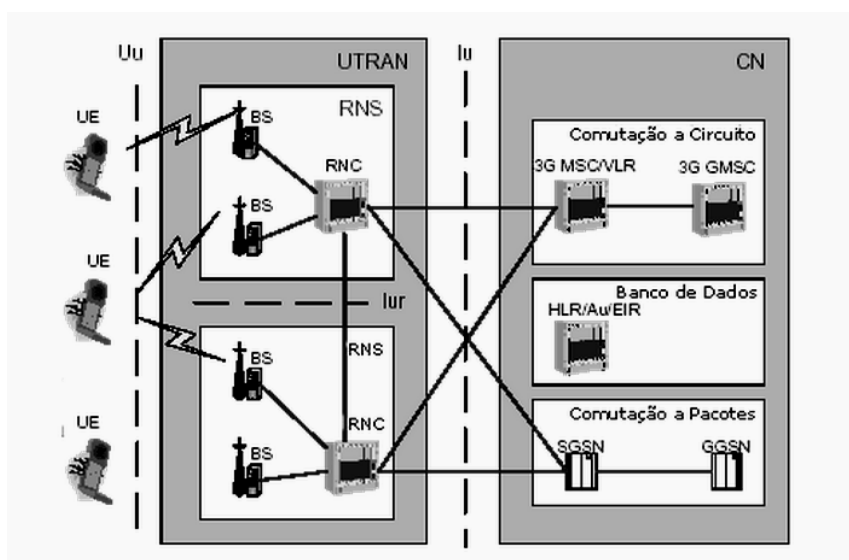 Uu
UTRAN
Iu
CN
UE
BS
RNS
RNC
BS
Comutação a Circuito
3G MSC/VLR
3G GMSC
UE
Iur
Banco de Dados
HLR/Au/EIR
BS
RNS
UE
BS
RNC
Comutação a Pacotes
SGSN
GGSN
Iu